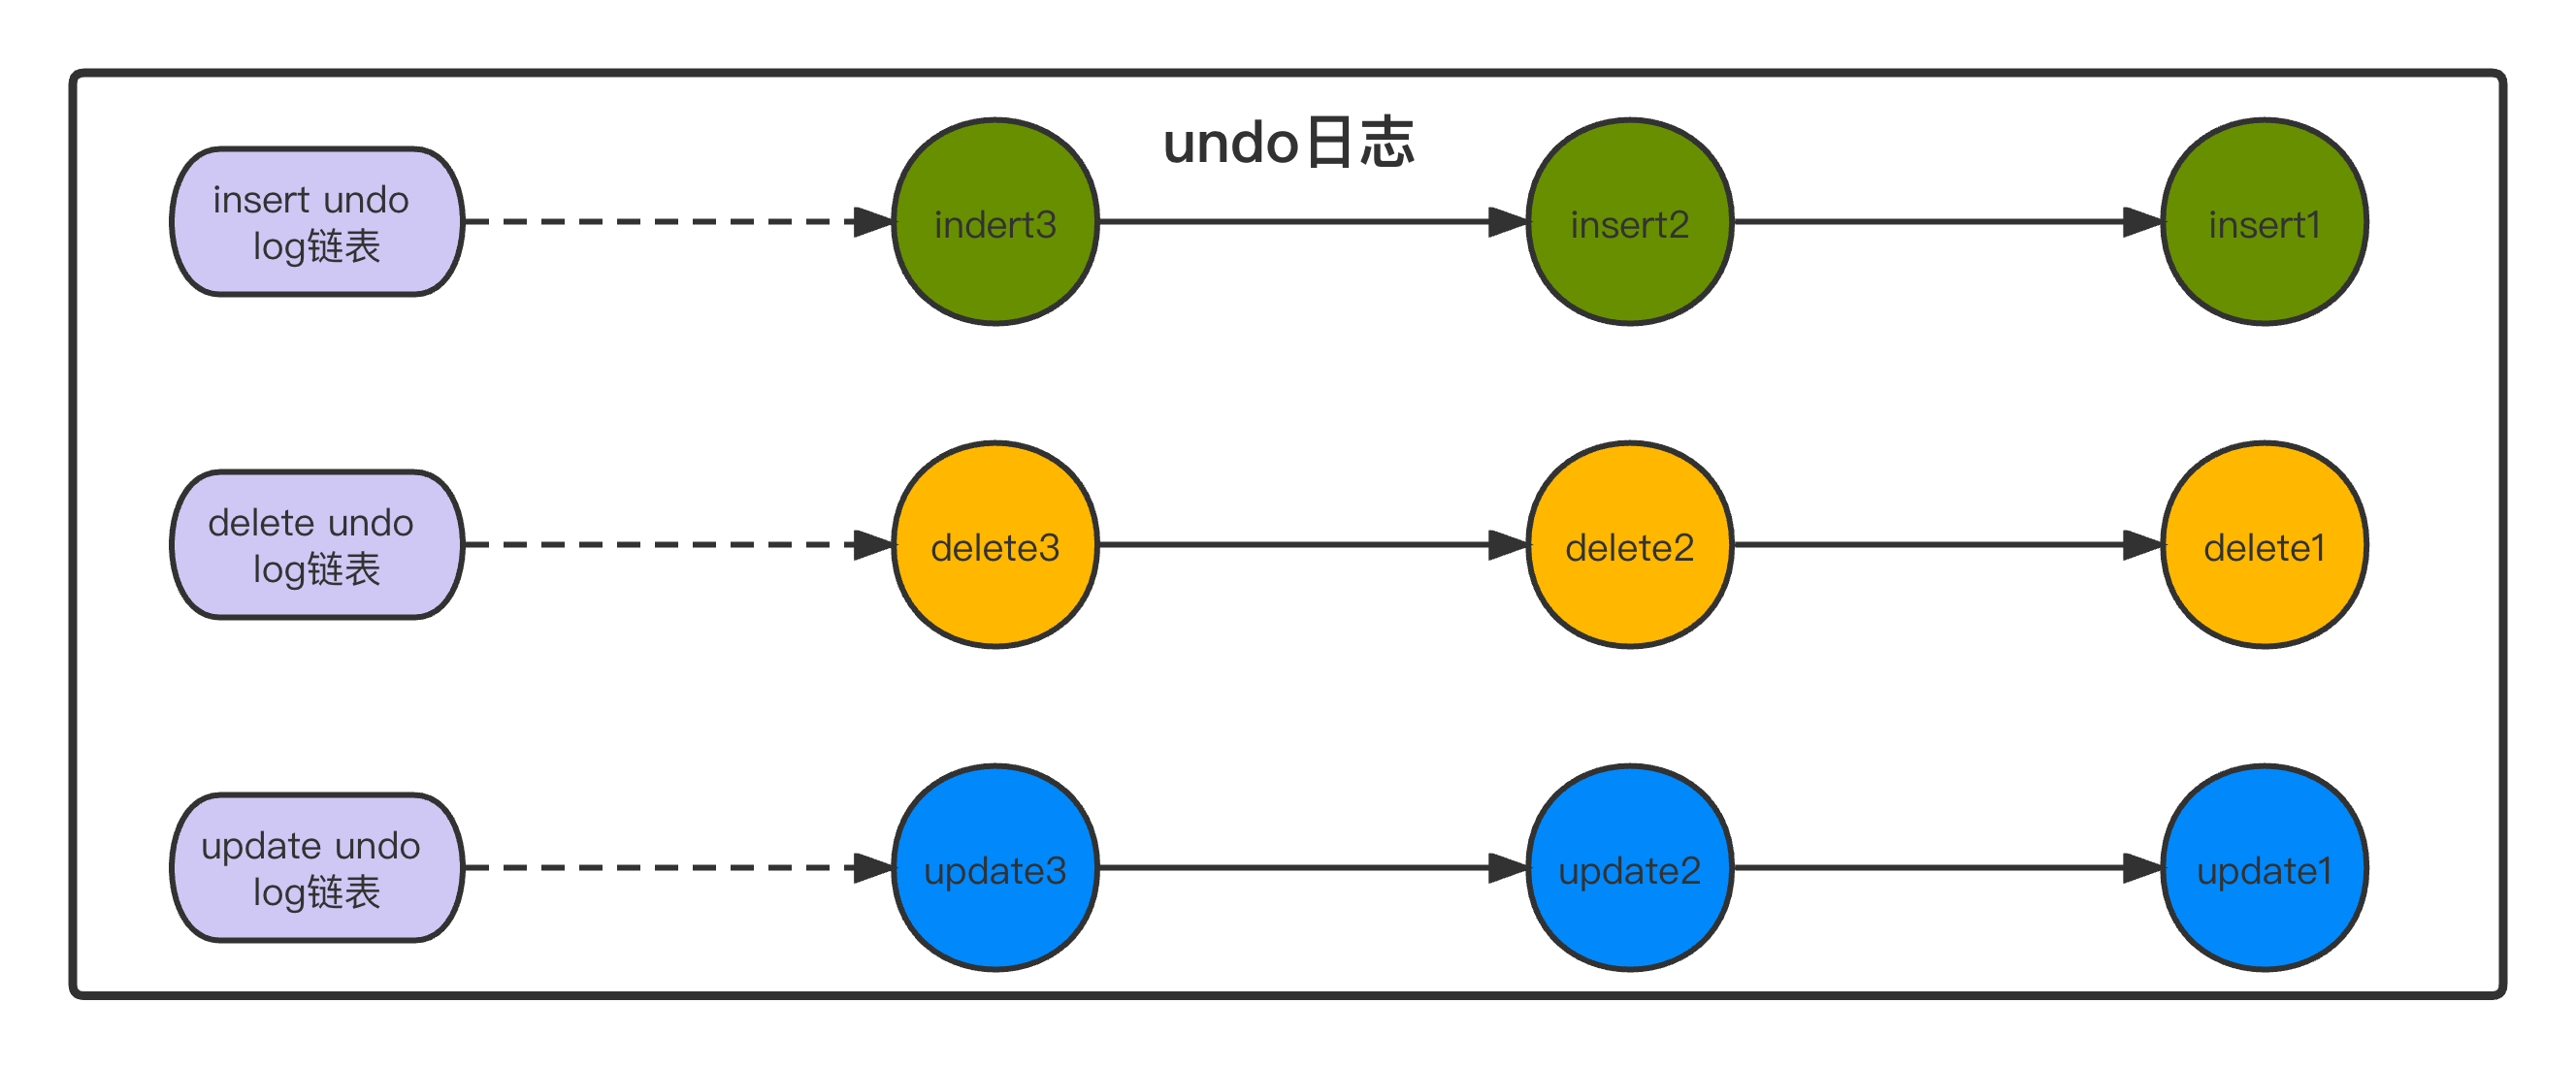 undo日志
insert undo
log链表
indert3
insert2
insert1
delete undo
log链表
delete3
delete2
delete1
update undo
log链表
update3
update2
update1